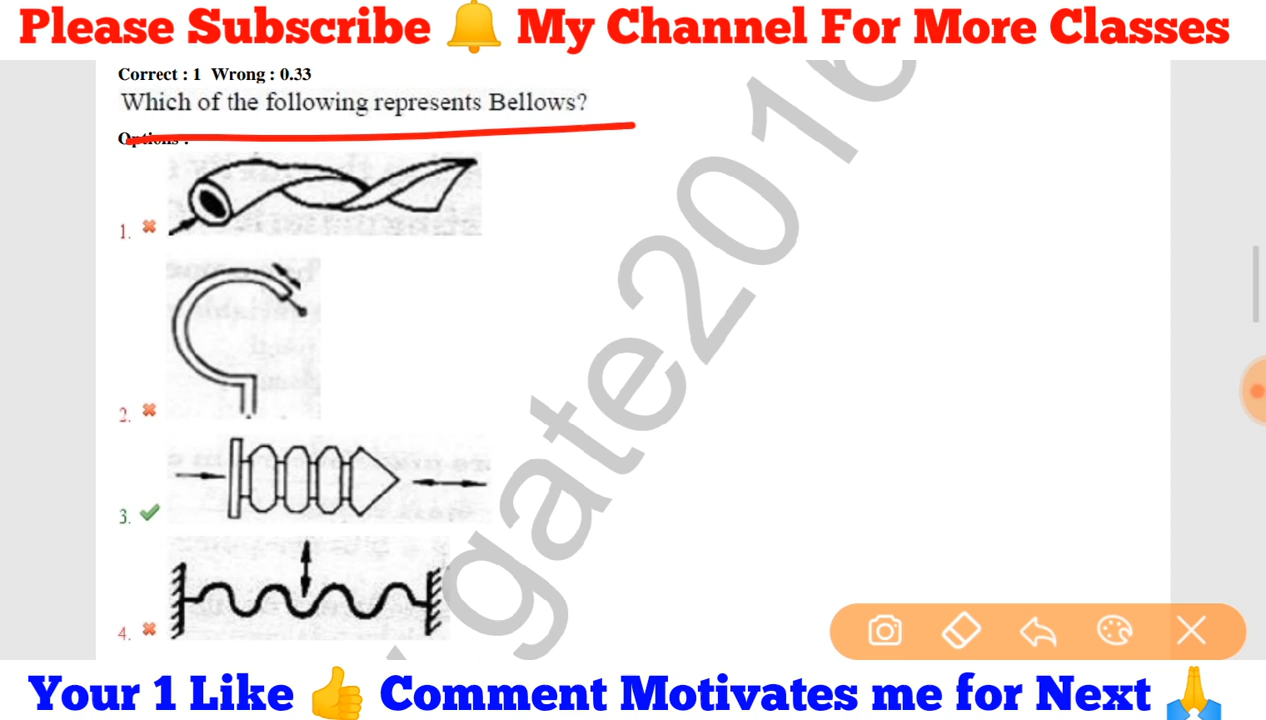 Please Subscribe 🔔 My Channel For More Classes
Correct : 1 Wrong : 0.33
Which of the following represents Bellows?
Options :
1.
2.
3.
4.
gate2016
Your 1 Like 👍 Comment Motivates me for Next 🙏